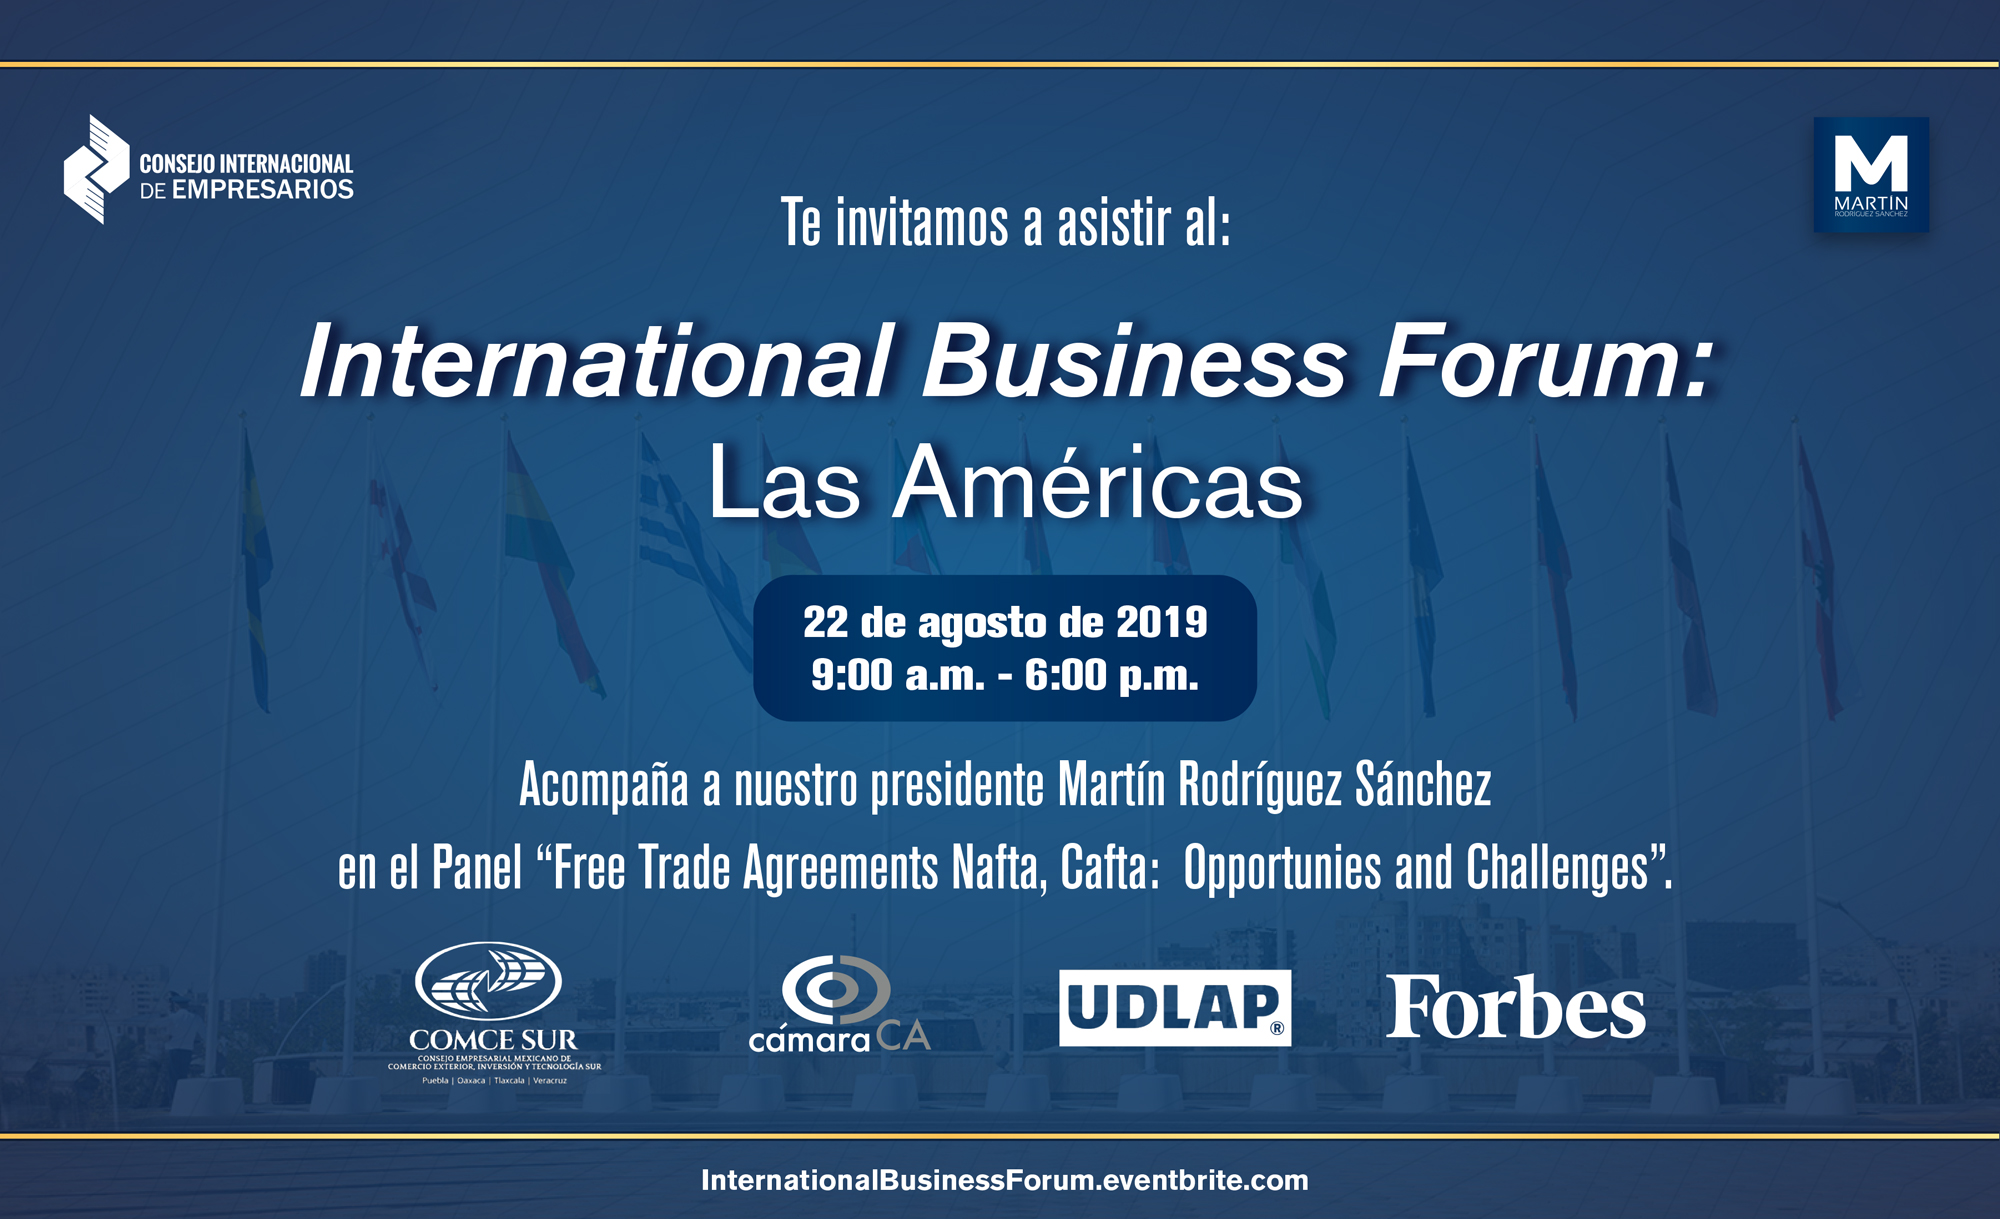 CONSEJO INTERNACIONAL
DE EMPRESARIOS
M
MARTÍN
RODRÍGUEZ SÁNCHEZ
Te invitamos a asistir al:
International Business Forum:
Las Américas
22 de agosto de 2019
9:00 a.m. - 6:00 p.m.
Acompaña a nuestro presidente Martín Rodríguez Sánchez
en el Panel “Free Trade Agreements Nafta, Cafta: Opportunies and Challenges”.
COMCE SUR
CONSEJO EMPRESARIAL MEXICANO DE
COMERCIO EXTERIOR, INVERSIÓN Y TECNOLOGÍA SUR
Puebla | Oaxaca | Tlaxcala | Veracruz
cámaraCA
UDLAP®
Forbes
InternationalBusinessForum.eventbrite.com